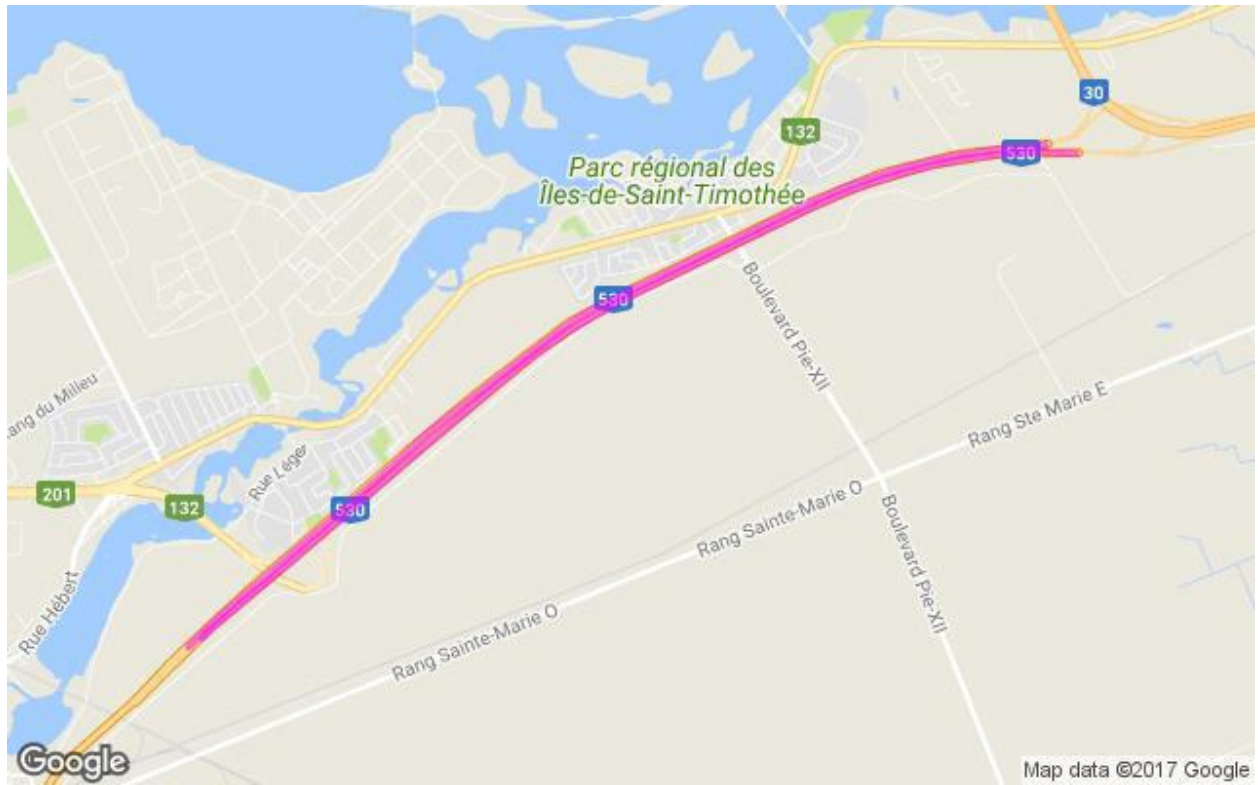 30
132
530
Parc régional des
Îles-de-Saint-Timothée
530
Boulevard Pie-XII
Rang du Milieu
Rang Ste Marie E
Rue Léger
201
132
530
Rang Sainte-Marie O
Boulevard Pie-XII
Rue Hébert
Rang Sainte-Marie O
Google
Map data ©2017 Google